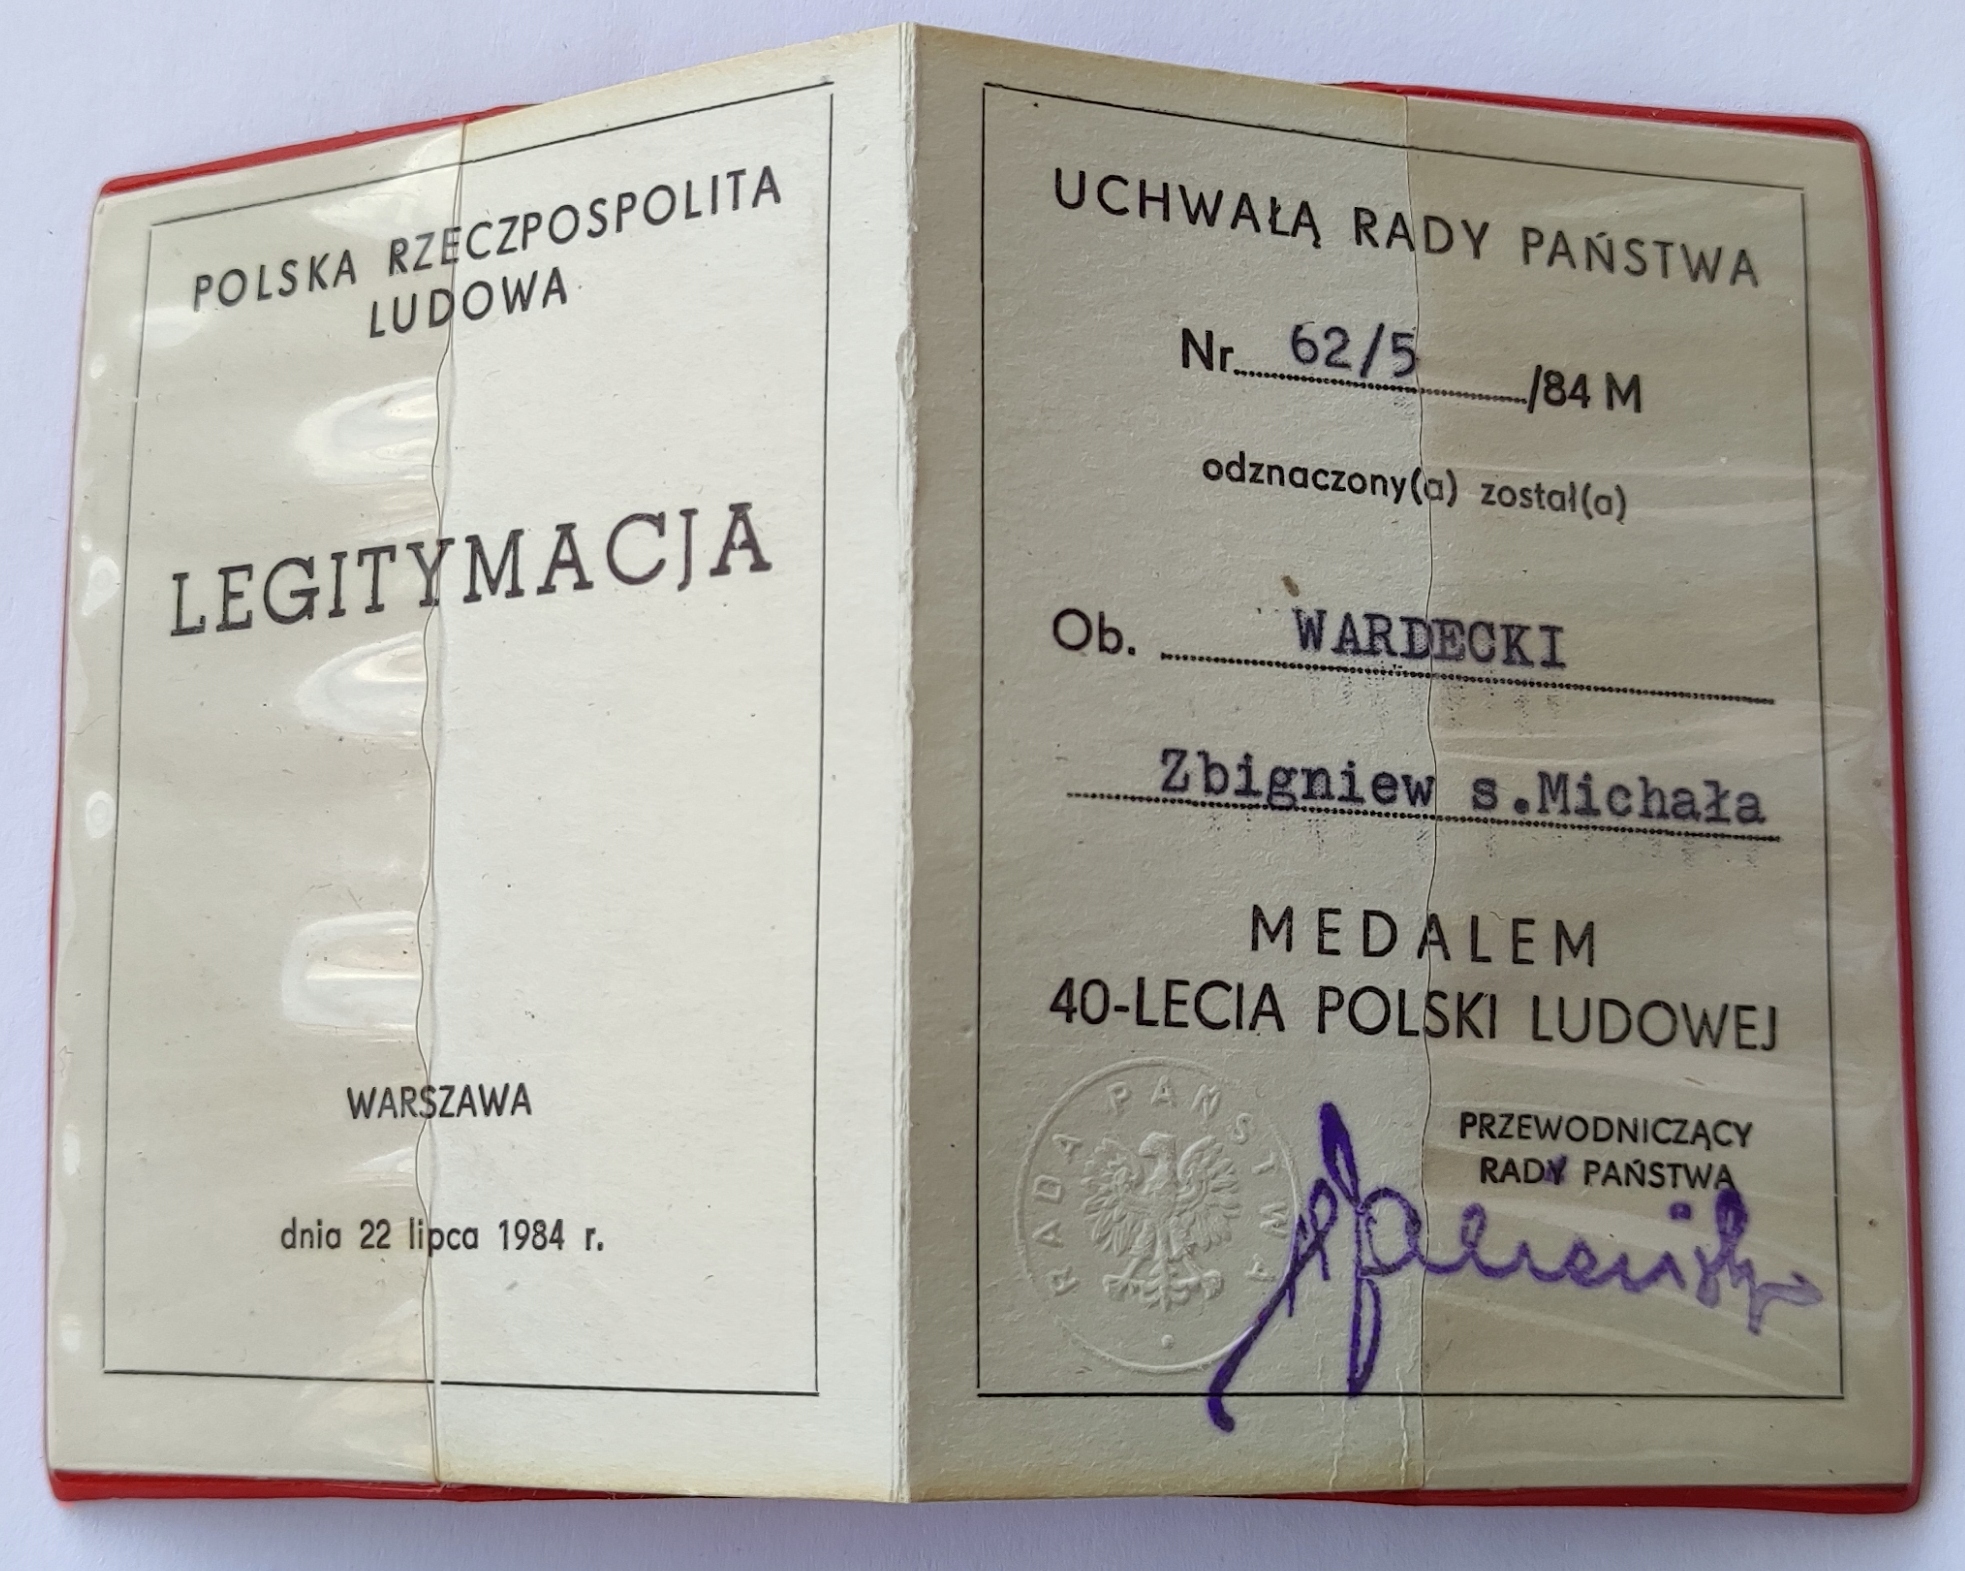 POLSKA RZECZPOSPOLITA
LUDOWA
LEGITYMACJA
WARSZAWA
dnia 22 lipca 1984 r.
UCHWAŁĄ RADY PAŃSTWA
Nr 62/5 /84 M
odznaczony(a) został(a)
Ob. WARDECKI
Zbigniew s.Michała
MEDALEM
40-LECIA POLSKI LUDOWEJ
RADA PAŃSTWA
PRZEWODNICZĄCY
RADY PAŃSTWA